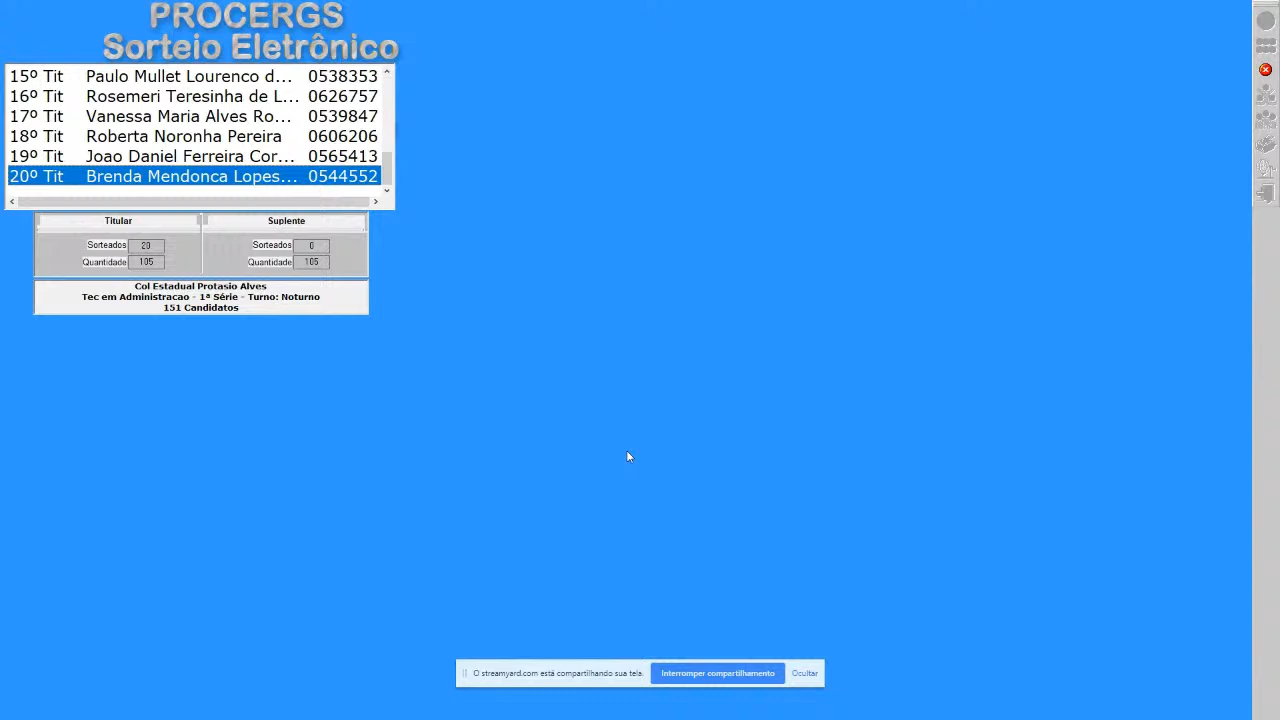 PROCERGS
Sorteio Eletrônico
15º Tit Paulo Mullet Lourenco d... 0538353
16º Tit Rosemeri Teresinha de L... 0626757
17º Tit Vanessa Maria Alves Ro... 0539847
18º Tit Roberta Noronha Pereira 0606206
19º Tit Joao Daniel Ferreira Cor... 0565413
20º Tit Brenda Mendonca Lopes... 0544552
Titular Suplente
Sorteados 20 Sorteados 0
Quantidade 105 Quantidade 105
Col Estadual Protasio Alves
Tec em Administracao - 1ª Série - Turno: Noturno
151 Candidatos
O streamyard.com está compartilhando sua tela. Interromper compartilhamento Ocultar